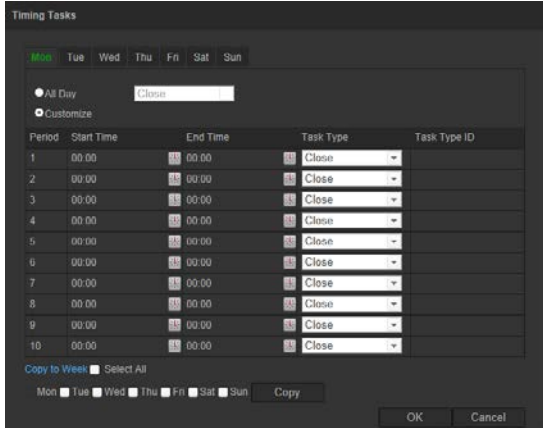 Timing Tasks
Mon Tue Wed Thu Fri Sat Sun
All Day Close
Customize
Period Start Time End Time Task Type Task Type ID
1 00:00 00:00 Close
2 00:00 00:00 Close
3 00:00 00:00 Close
4 00:00 00:00 Close
5 00:00 00:00 Close
6 00:00 00:00 Close
7 00:00 00:00 Close
8 00:00 00:00 Close
9 00:00 00:00 Close
10 00:00 00:00 Close
Copy to Week Select All
Mon Tue Wed Thu Fri Sat Sun Copy
OK Cancel